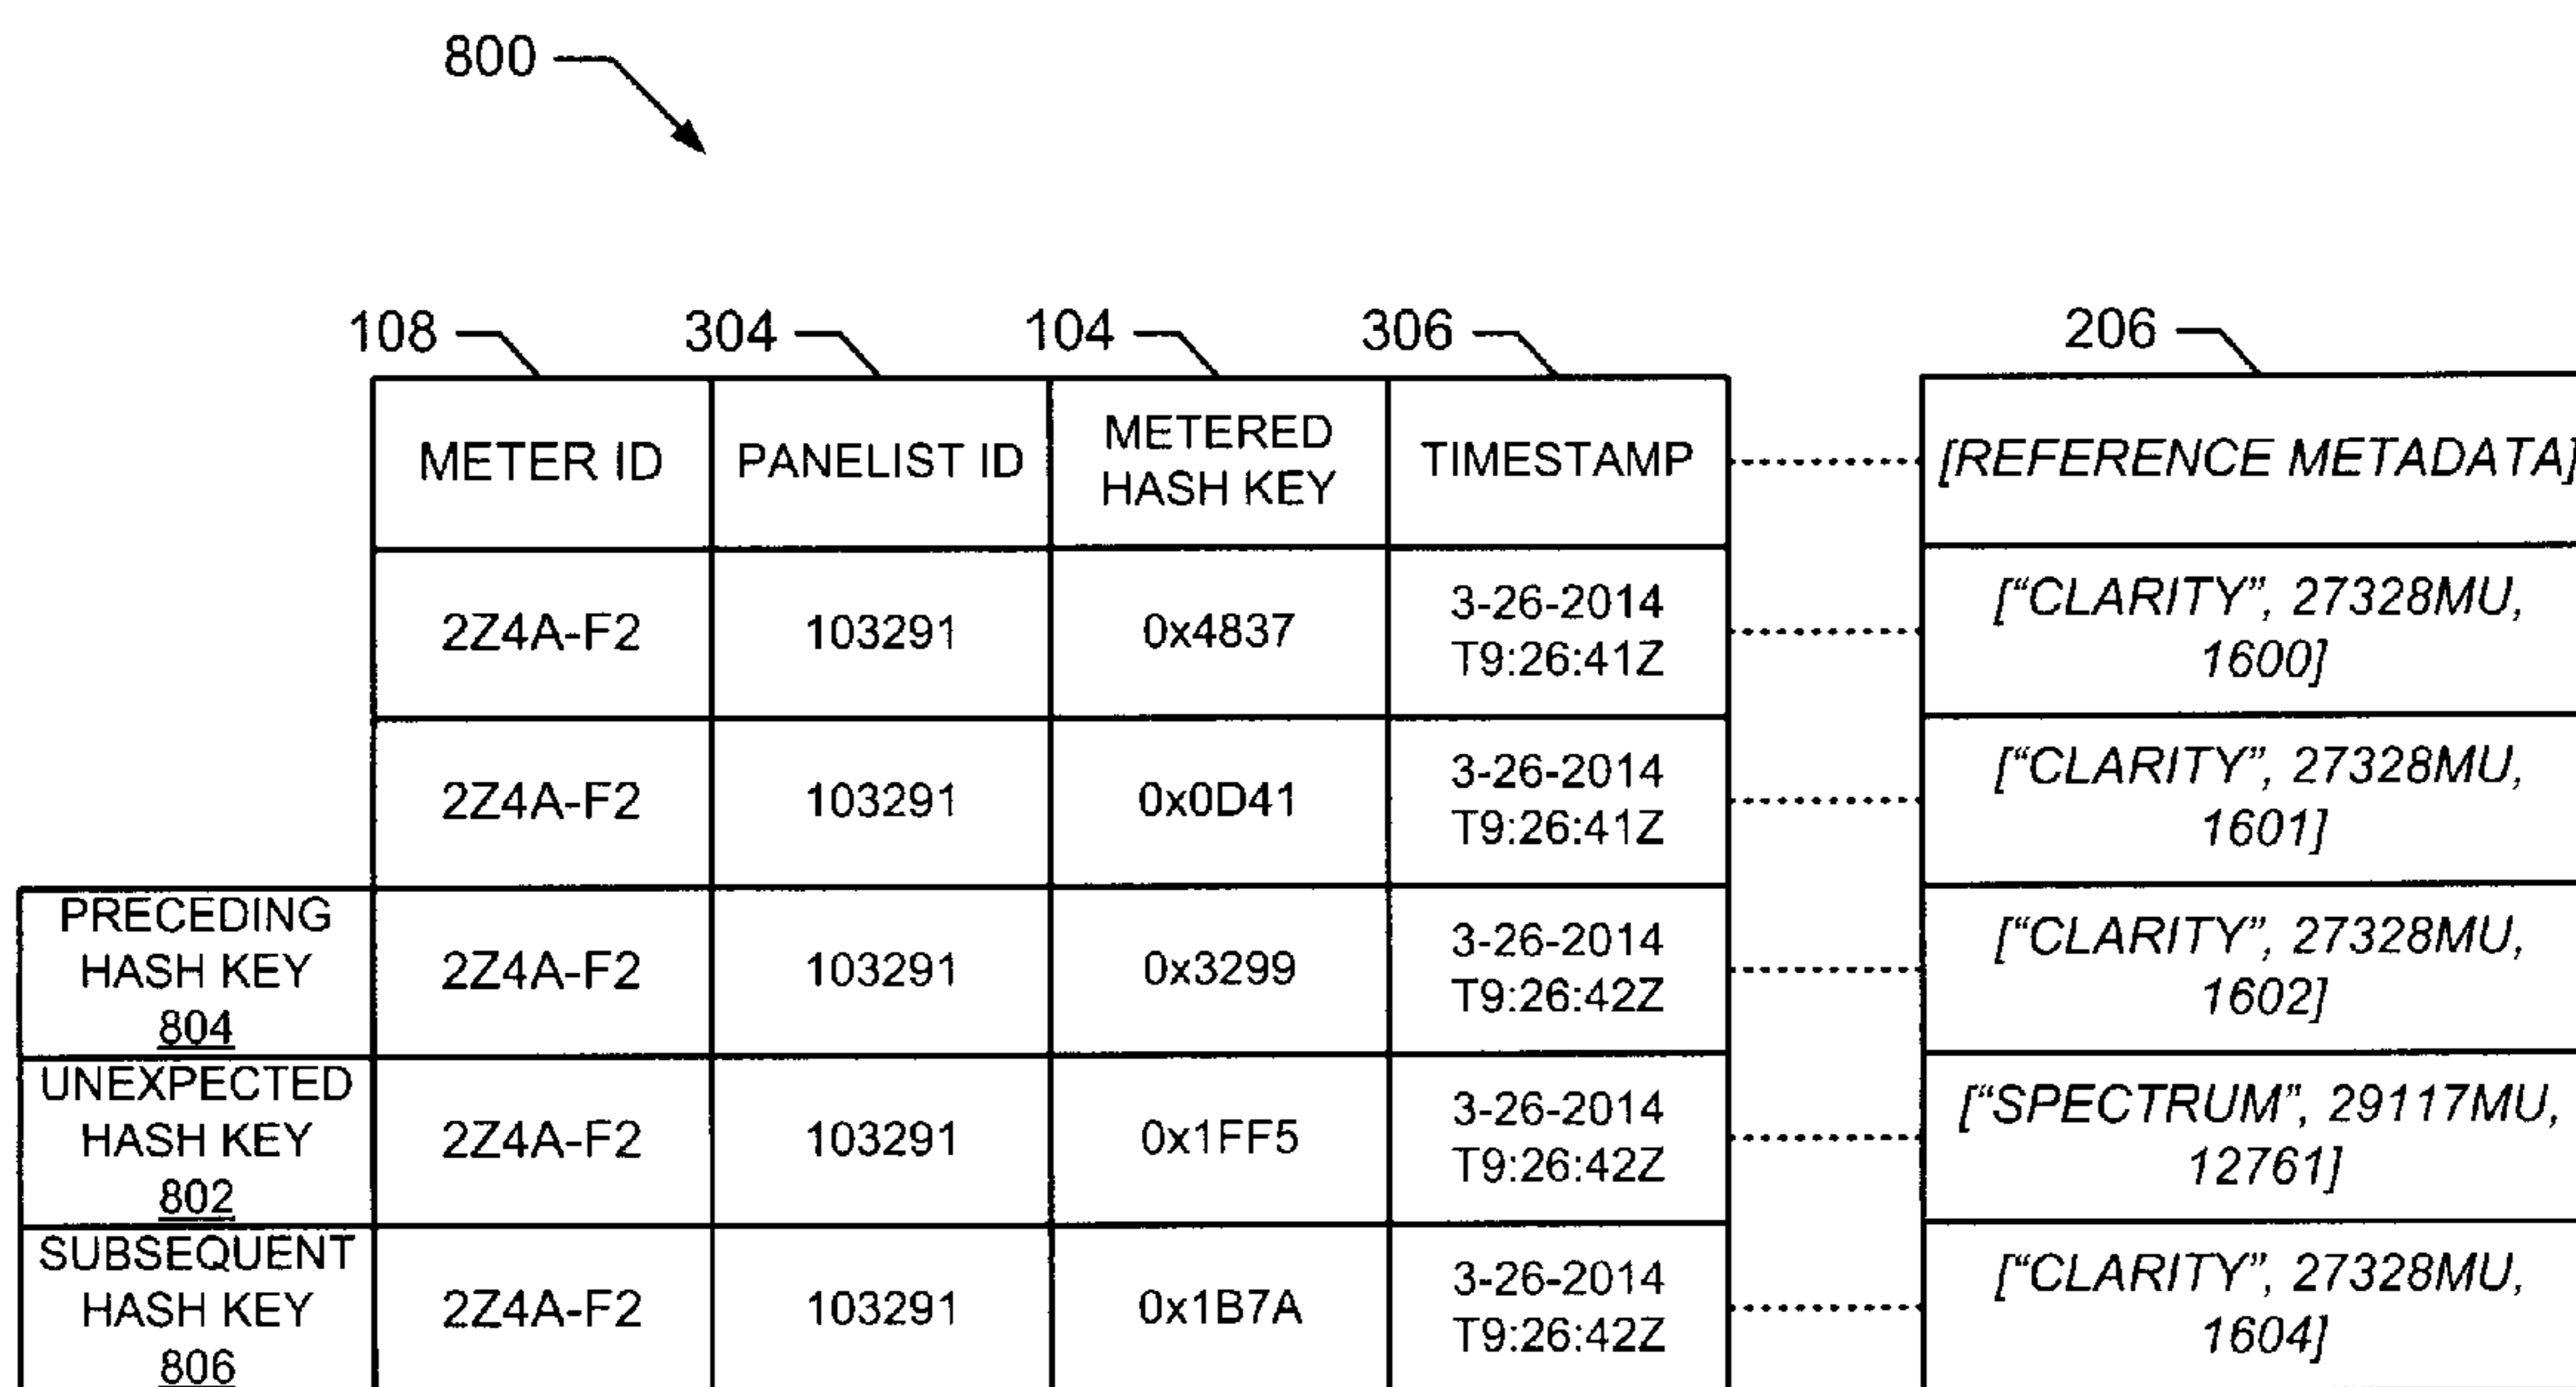 800
108
304
104
306
206
METER ID
PANELIST ID
METERED
HASH KEY
TIMESTAMP
[REFERENCE METADATA]
2Z4A-F2
103291
0x4837
3-26-2014
T9:26:41Z
["CLARITY", 27328MU,
1600]
2Z4A-F2
103291
0x0D41
3-26-2014
T9:26:41Z
["CLARITY", 27328MU,
1601]
PRECEDING
HASH KEY
804
2Z4A-F2
103291
0x3299
3-26-2014
T9:26:42Z
["CLARITY", 27328MU,
1602]
UNEXPECTED
HASH KEY
802
2Z4A-F2
103291
0x1FF5
3-26-2014
T9:26:42Z
["SPECTRUM", 29117MU,
12761]
SUBSEQUENT
HASH KEY
806
2Z4A-F2
103291
0x1B7A
3-26-2014
T9:26:42Z
["CLARITY", 27328MU,
1604]